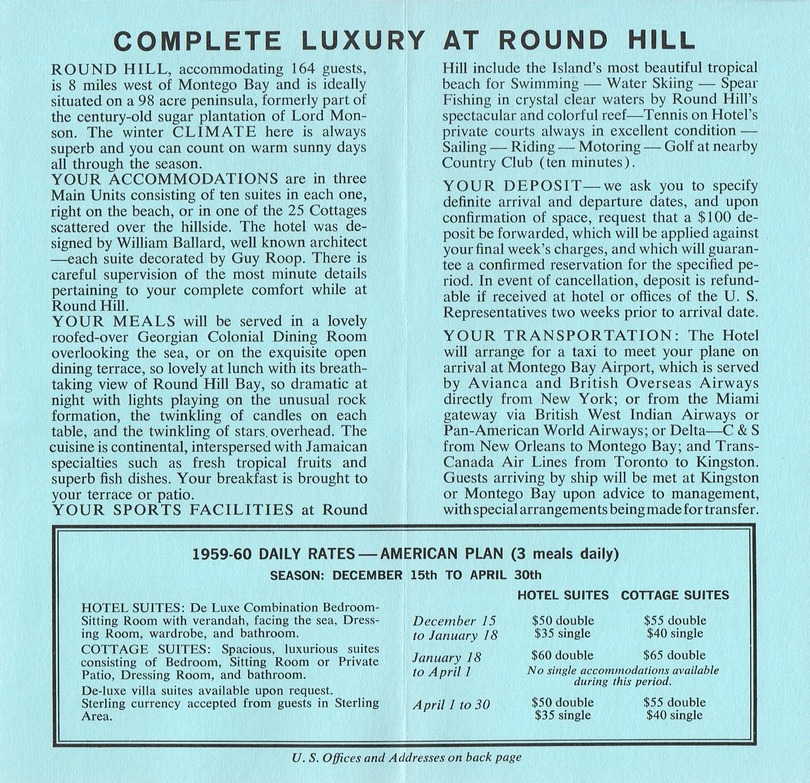 COMPLETE LUXURY AT ROUND HILL
ROUND HILL, accommodating 164 guests,
is 8 miles west of Montego Bay and is ideally
situated on a 98 acre peninsula, formerly part of
the century-old sugar plantation of Lord Mon-
son. The winter CLIMATE here is always
superb and you can count on warm sunny days
all through the season.
YOUR ACCOMMODATIONS are in three
Main Units consisting of ten suites in each one,
right on the beach, or in one of the 25 Cottages
scattered over the hillside. The hotel was de-
signed by William Ballard, well known architect
—each suite decorated by Guy Roop. There is
careful supervision of the most minute details
pertaining to your complete comfort while at
Round Hill.
YOUR MEALS will be served in a lovely
roofed-over Georgian Colonial Dining Room
overlooking the sea, or on the exquisite open
dining terrace, so lovely at lunch with its breath-
taking view of Round Hill Bay, so dramatic at
night with lights playing on the unusual rock
formation, the twinkling of candles on each
table, and the twinkling of stars overhead. The
cuisine is continental, interspersed with Jamaican
specialties such as fresh tropical fruits and
superb fish dishes. Your breakfast is brought to
your terrace or patio.
YOUR SPORTS FACILITIES at Round
Hill include the Island's most beautiful tropical
beach for Swimming — Water Skiing — Spear
Fishing in crystal clear waters by Round Hill's
spectacular and colorful reef—Tennis on Hotel's
private courts always in excellent condition —
Sailing — Riding — Motoring — Golf at nearby
Country Club (ten minutes).
YOUR DEPOSIT—we ask you to specify
definite arrival and departure dates, and upon
confirmation of space, request that a $100 de-
posit be forwarded, which will be applied against
your final week's charges, and which will guaran-
tee a confirmed reservation for the specified pe-
riod. In event of cancellation, deposit is refund-
able if received at hotel or offices of the U. S.
Representatives two weeks prior to arrival date.
YOUR TRANSPORTATION: The Hotel
will arrange for a taxi to meet your plane on
arrival at Montego Bay Airport, which is served
by Avianca and British Overseas Airways
directly from New York; or from the Miami
gateway via British West Indian Airways or
Pan-American World Airways; or Delta—C & S
from New Orleans to Montego Bay; and Trans-
Canada Air Lines from Toronto to Kingston.
Guests arriving by ship will be met at Kingston
or Montego Bay upon advice to management,
with special arrangements being made for transfer.
1959-60 DAILY RATES — AMERICAN PLAN (3 meals daily)
SEASON: DECEMBER 15th TO APRIL 30th
HOTEL SUITES: De Luxe Combination Bedroom-
Sitting Room with verandah, facing the sea, Dress-
ing Room, wardrobe, and bathroom.
COTTAGE SUITES: Spacious, luxurious suites
consisting of Bedroom, Sitting Room or Private
Patio, Dressing Room, and bathroom.
De-luxe villa suites available upon request.
Sterling currency accepted from guests in Sterling
Area.
HOTEL SUITES COTTAGE SUITES
December 15 $50 double $55 double
to January 18 $35 single $40 single
January 18 $60 double $65 double
to April 1 No single accommodations available
during this period.
April 1 to 30 $50 double $55 double
$35 single $40 single
U. S. Offices and Addresses on back page